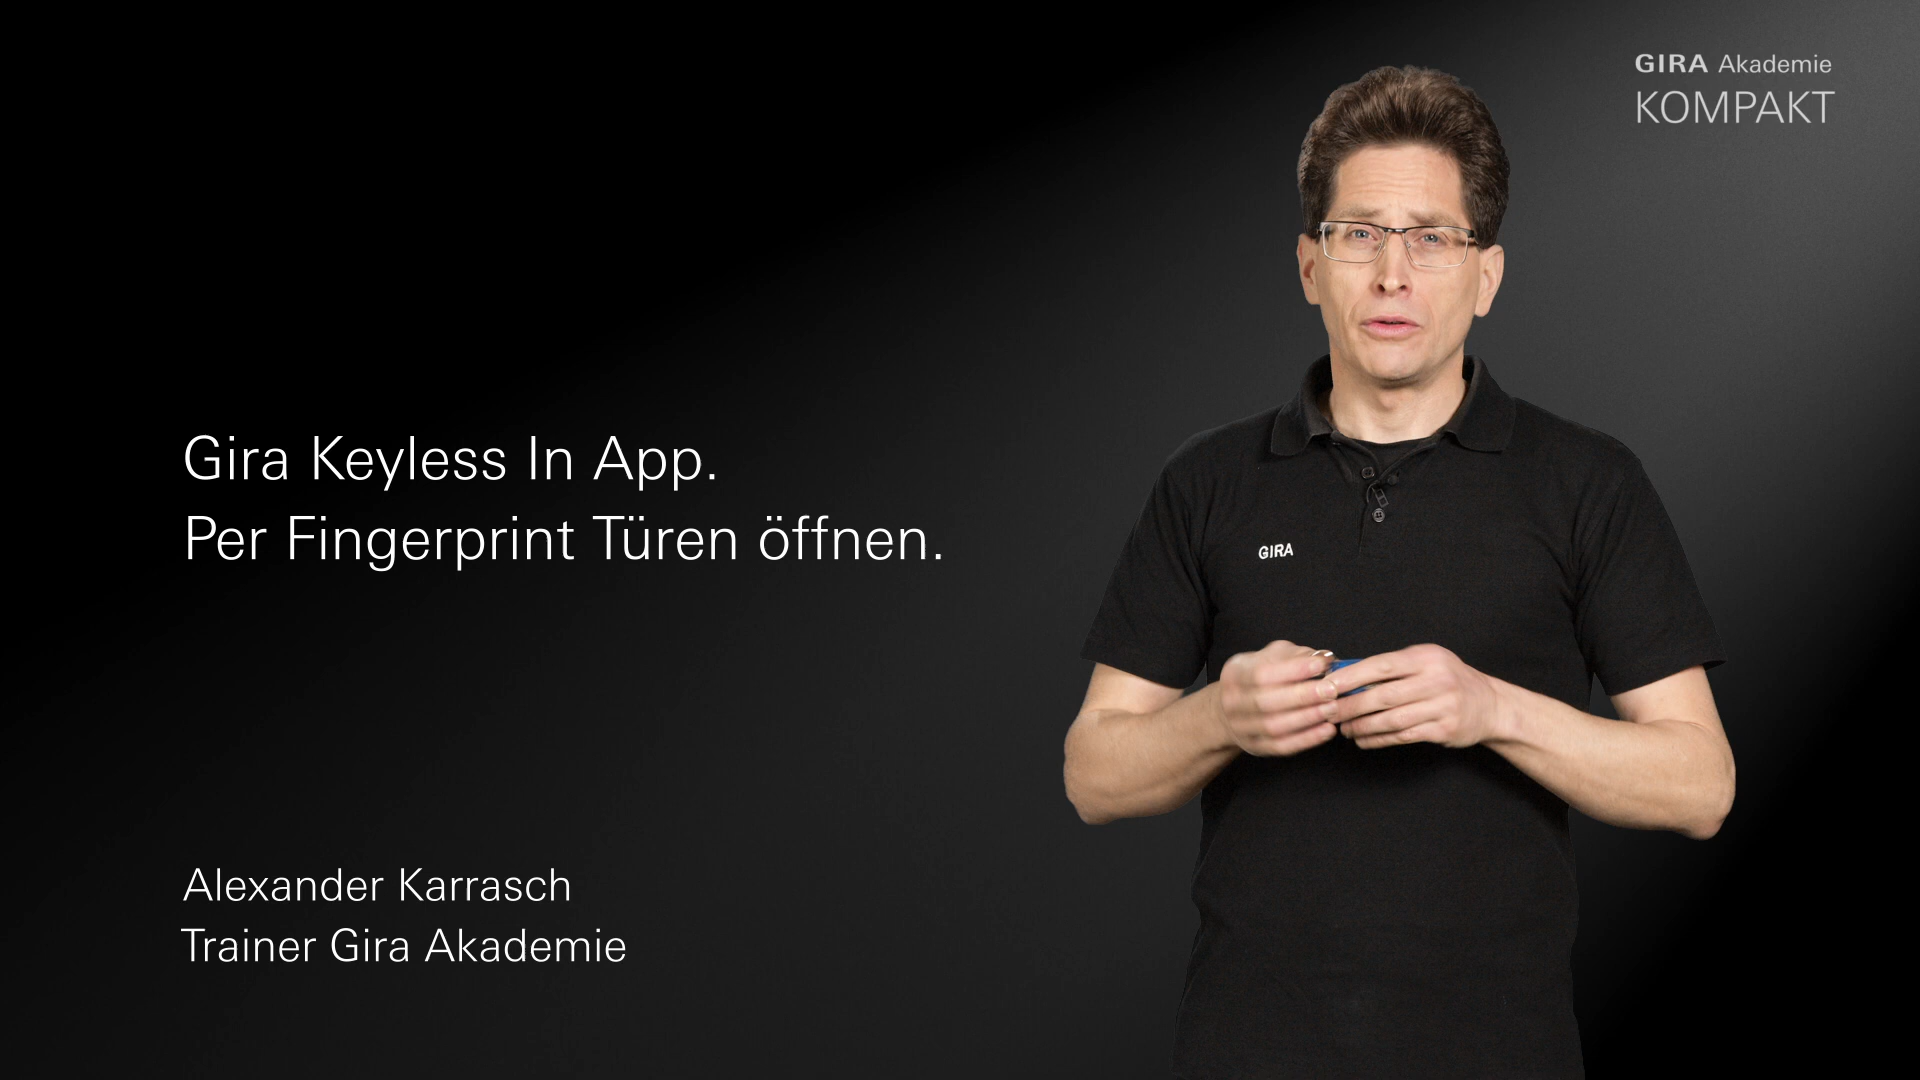 GIRA Akademie
KOMPAKT
Gira Keyless In App.
Per Fingerprint Türen öffnen.
GIRA
Alexander Karrasch
Trainer Gira Akademie